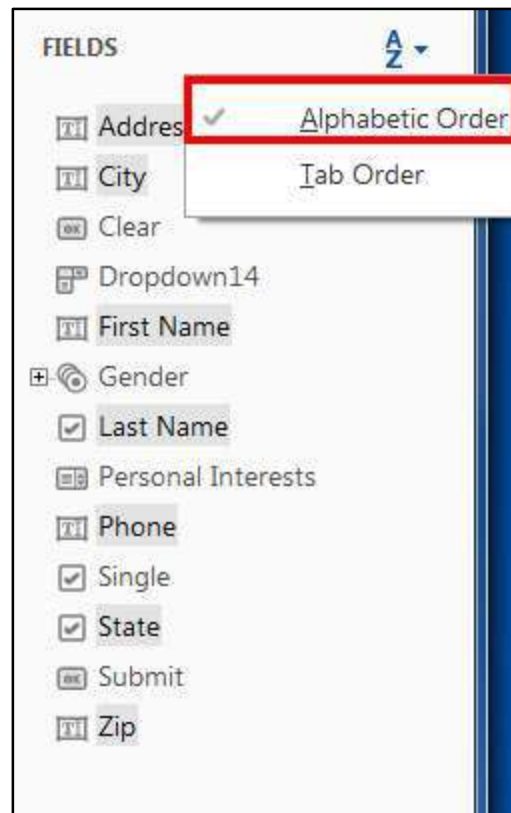 FIELDS
A
Z
Addres
Alphabetic Order
City
Tab Order
Clear
Dropdown14
First Name
Gender
Last Name
Personal Interests
Phone
Single
State
Submit
Zip